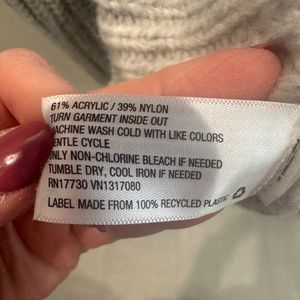 61% ACRYLIC / 39% NYLON
TURN GARMENT INSIDE OUT
MACHINE WASH COLD WITH LIKE COLORS
GENTLE CYCLE
ONLY NON-CHLORINE BLEACH IF NEEDED
TUMBLE DRY, COOL IRON IF NEEDED
RN17730 VN1317080
LABEL MADE FROM 100% RECYCLED PLASTIC